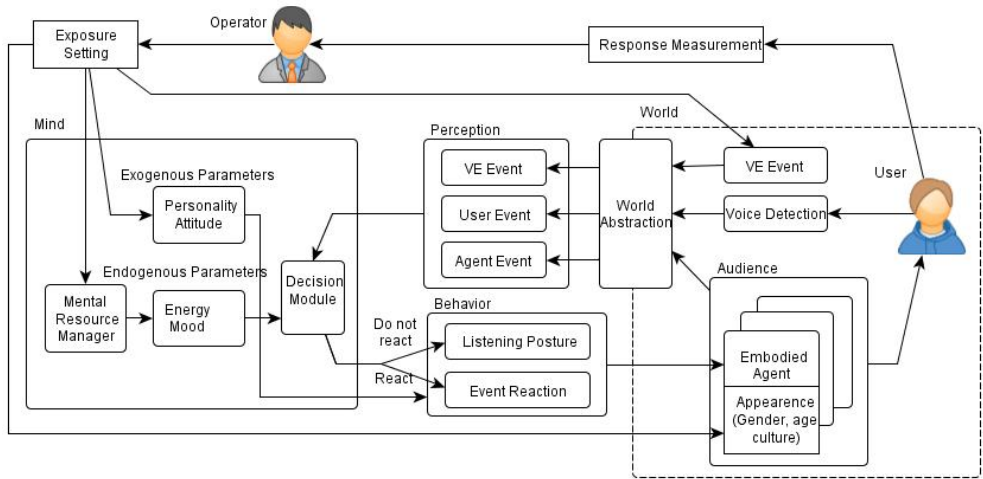 Operator
Exposure
Setting
Response Measurement
Mind
Perception
World
Exogenous Parameters
Personality
Attitude
Endogenous Parameters
Mental
Resource
Manager
Energy
Mood
Decision
Module
VE Event
User Event
Agent Event
World
Abstraction
VE Event
Voice Detection
User
Behavior
Do not
react
React
Listening Posture
Event Reaction
Audience
Embodied
Agent
Appearence
(Gender, age
culture)